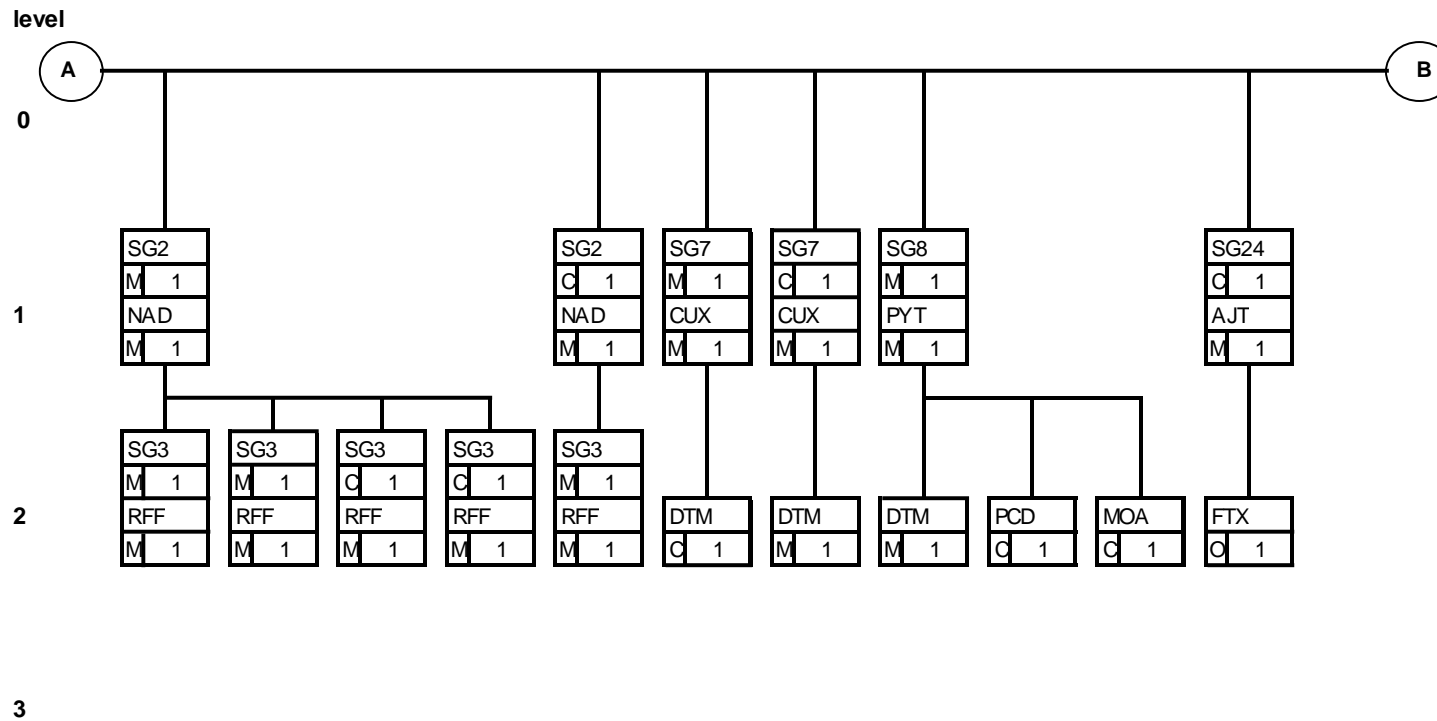 level
A B
0
SG2 SG2 SG7 SG7 SG8 SG24
M 1 C 1 M 1 C 1 M 1 C 1
1 NAD NAD CUX CUX PYT AJT
M 1 M 1 M 1 M 1 M 1 M 1
SG3 SG3 SG3 SG3 SG3
M 1 M 1 C 1 C 1 M 1
2 RFF RFF RFF RFF RFF DTM DTM DTM PCD MOA FTX
M 1 M 1 M 1 M 1 M 1 C 1 M 1 M 1 C 1 C 1 O 1
3